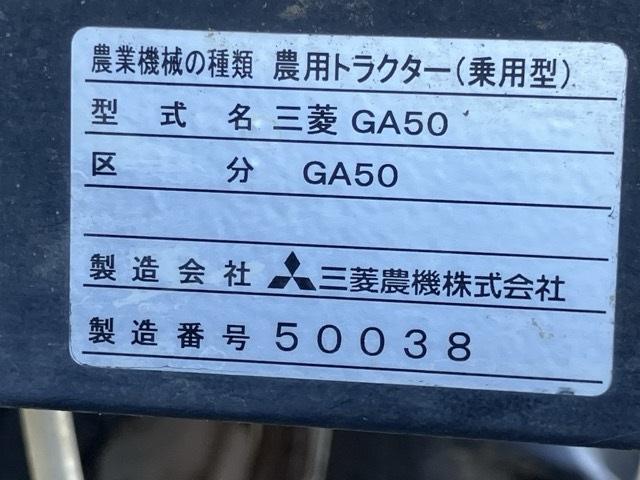 農業機械の種類 農用トラクター(乗用型)
型式名 三菱 GA50
区分 GA50
製造会社 三菱農機株式会社
製造番号 50038